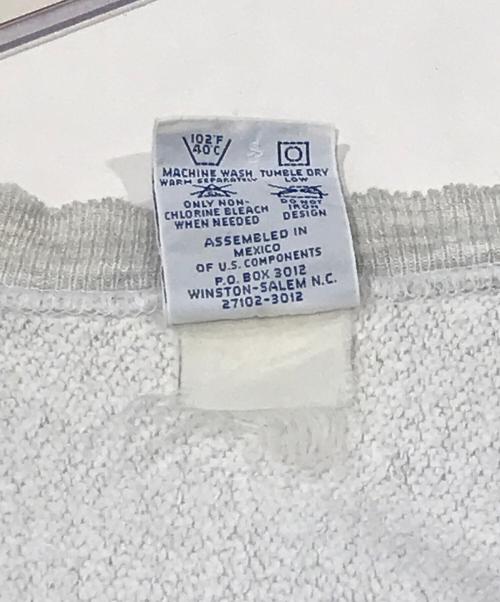 102°F
40°C
MACHINE WASH TUMBLE DRY
WARM SEPARATELY LOW
ONLY NON-
CHLORINE BLEACH
WHEN NEEDED
DO NOT
IRON
DESIGN
ASSEMBLED IN
MEXICO
OF U.S. COMPONENTS
P.O. BOX 3012
WINSTON-SALEM N.C.
27102-3012